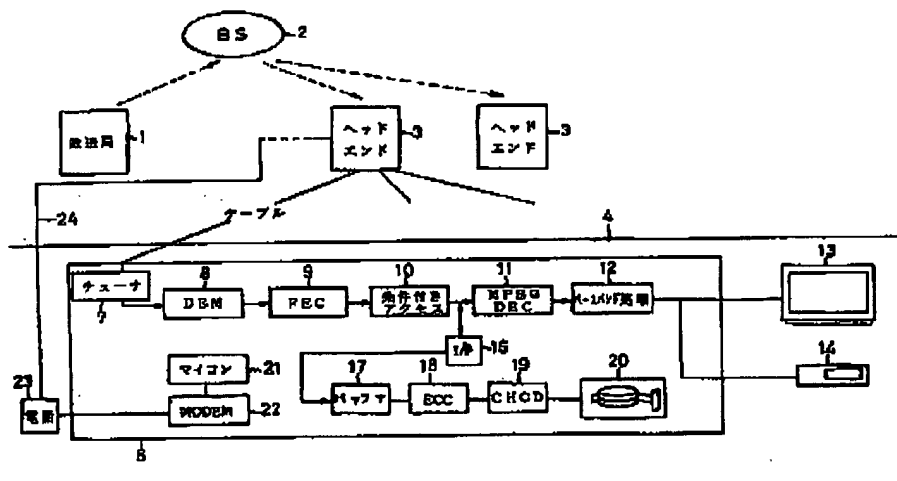 BS
2
放送局
1
ヘッド
エンド
3
ヘッド
エンド
3
24
ケーブル
4
チューナ
7
8
DEM
9
FEC
10
条件付き
アクセス
11
MPEG
DEC
12
ベースバンド処理
13
I/F
15
14
マイコン
21
17
バッファ
18
ECC
19
CHCD
20
23
電話
MODEM
22